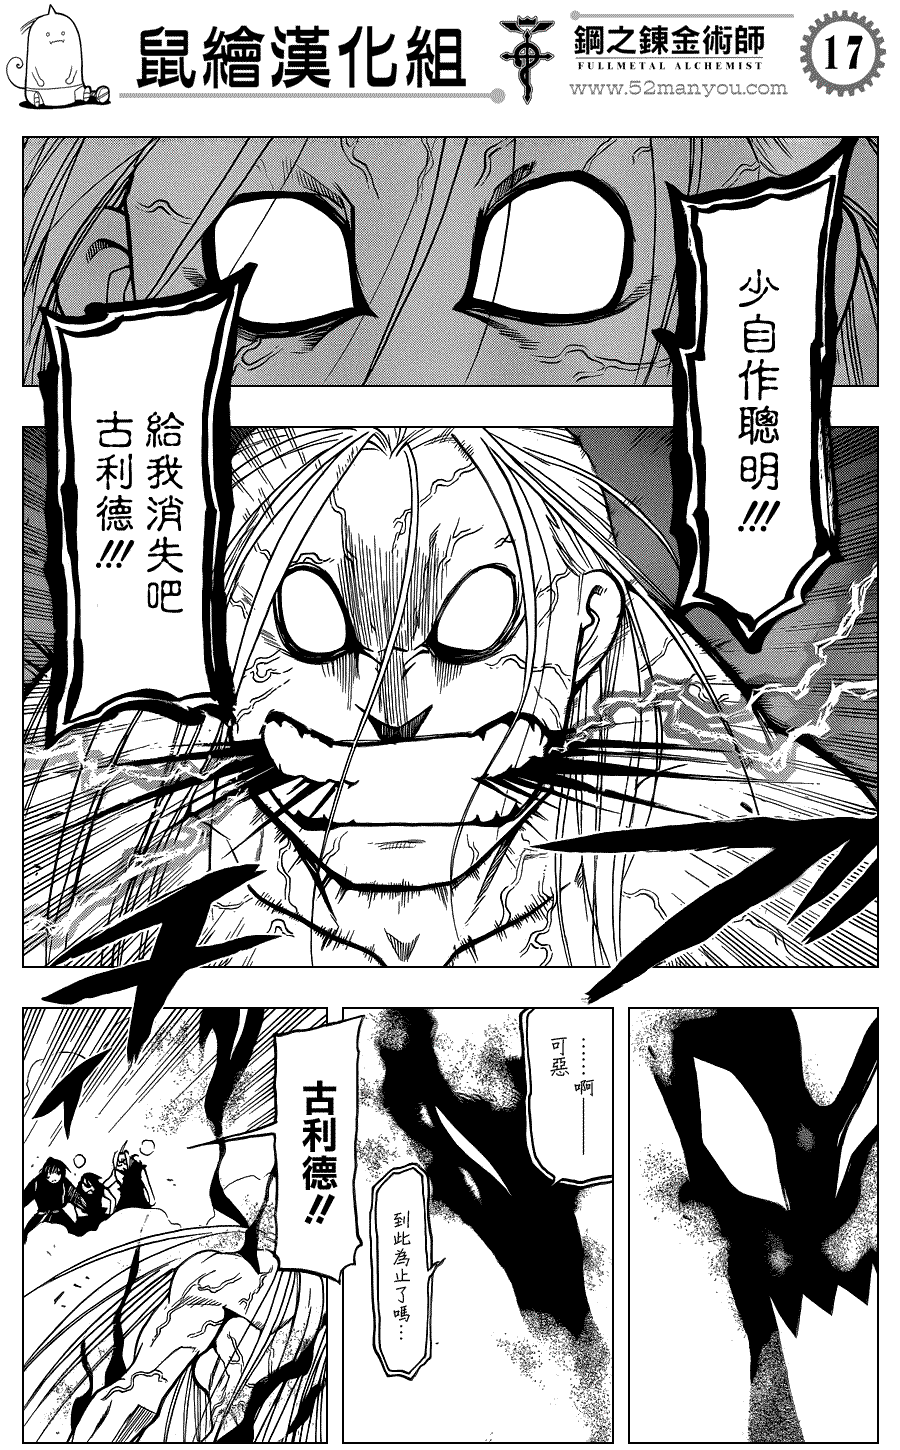 鼠繪漢化組
鋼之鍊金術師
FULLMETAL ALCHEMIST
www.52manyou.com
17
少自作聰明!!!
給我消失吧
古利德!!!
……啊——
可惡
到此為止了嗎…
古利德!!